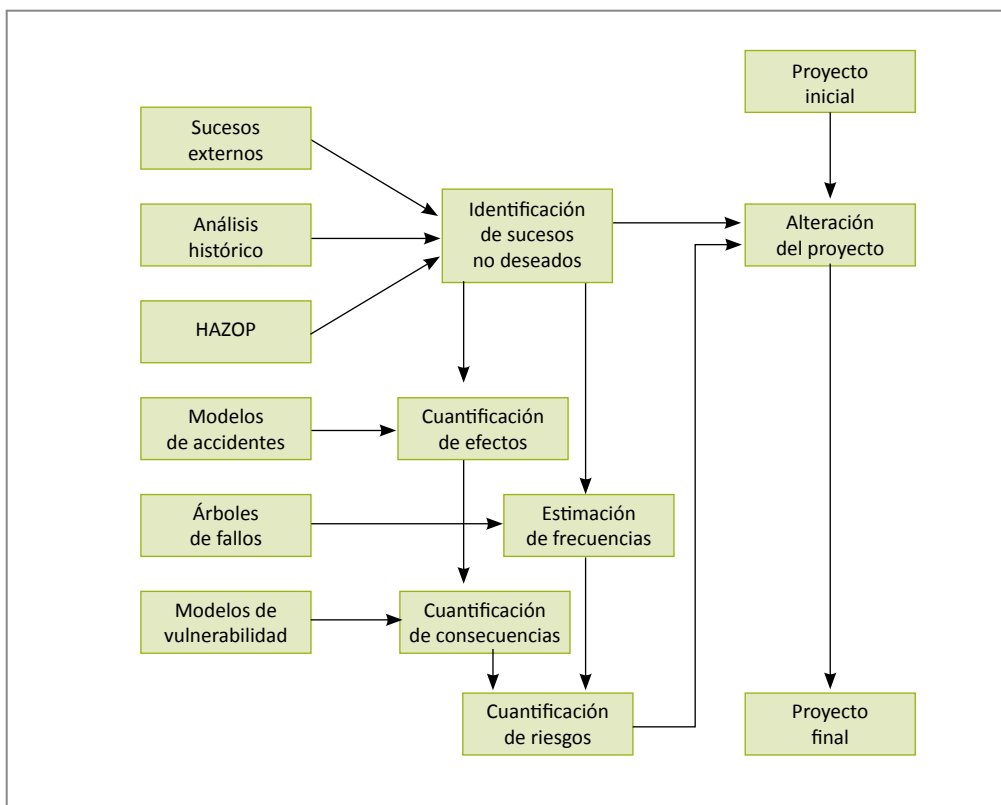 Proyecto
inicial
Sucesos
externos
Identificación
de sucesos
no deseados
Análisis
histórico
Alteración
del proyecto
HAZOP
Modelos
de accidentes
Cuantificación
de efectos
Árboles
de fallos
Estimación
de frecuencias
Modelos de
vulnerabilidad
Cuantificación
de consecuencias
Cuantificación
de riesgos
Proyecto
final